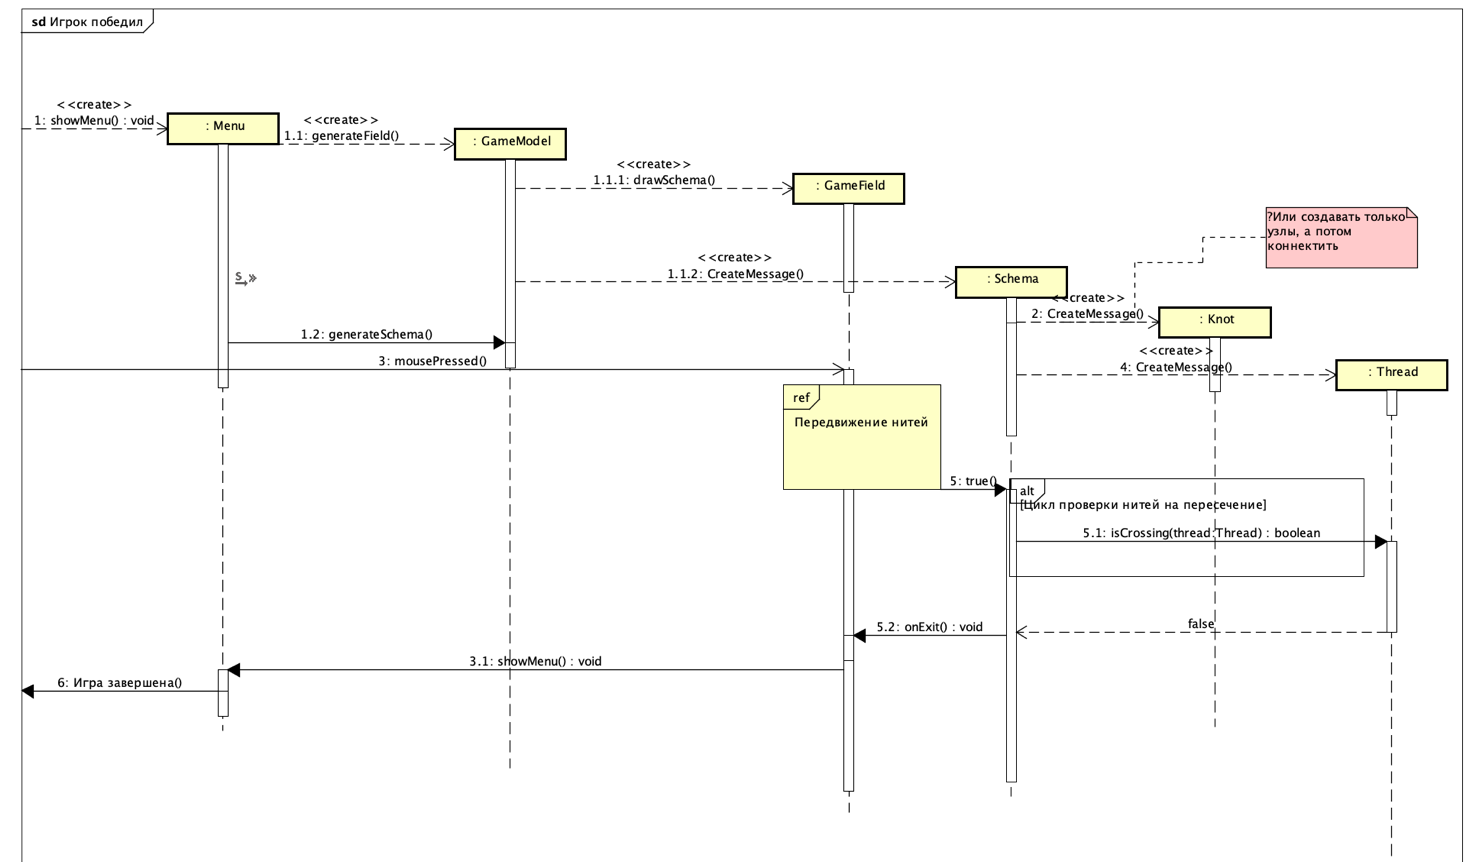 sd Игрок победил
<<create>>
1: showMenu() : void
: Menu
<<create>>
1.1: generateField()
: GameModel
<<create>>
1.1.1: drawSchema()
: GameField
?Или создавать только
узлы, а потом
коннектить
<<create>>
1.1.2: CreateMessage()
: Schema
S
<<create>>
2: CreateMessage()
: Knot
1.2: generateSchema()
3: mousePressed()
<<create>>
4: CreateMessage()
: Thread
ref
Передвижение нитей
5: true()
alt
[Цикл проверки нитей на пересечение]
5.1: isCrossing(thread:Thread) : boolean
false
5.2: onExit() : void
3.1: showMenu() : void
6: Игра завершена()